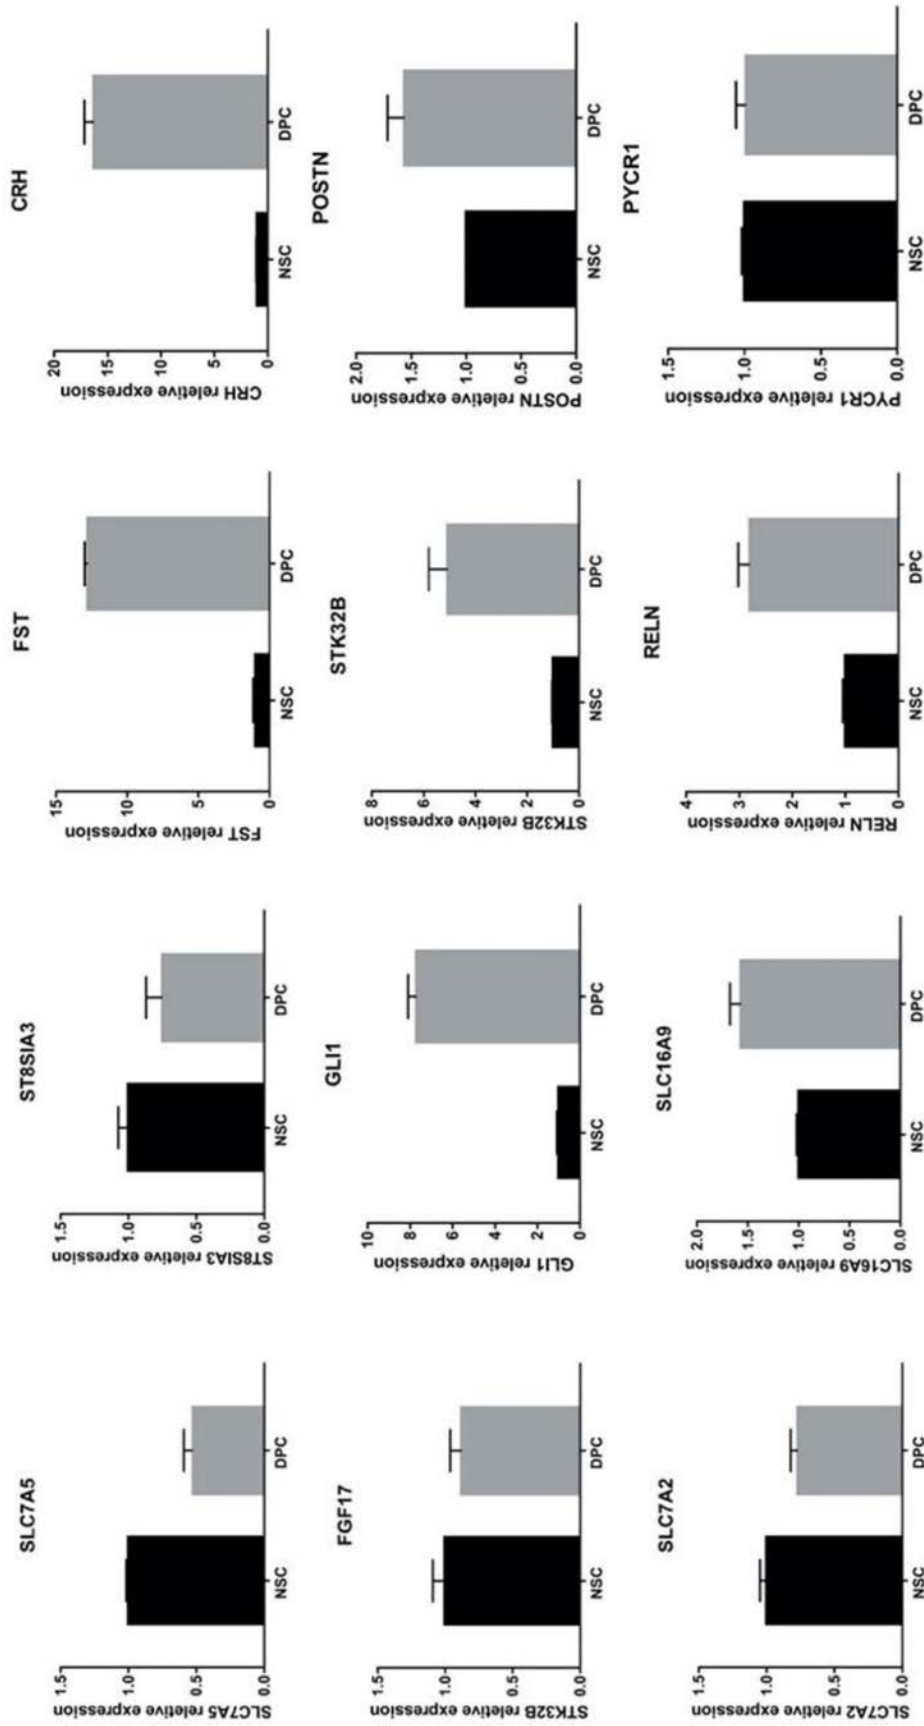 SLC7A5
SLC7A5 reletive expression
1.5
1.0
0.5
0.0
NSC
DPC
ST8SIA3
ST8SIA3 reletive expression
1.5
1.0
0.5
0.0
NSC
DPC
FST
FST reletive expression
15
10
5
0
NSC
DPC
CRH
CRH reletive expression
20
15
10
5
0
NSC
DPC
FGF17
STK32B reletive expression
1.5
1.0
0.5
0.0
NSC
DPC
GLI1
GLI1 reletive expression
10
8
6
4
2
0
NSC
DPC
STK32B
STK32B reletive expression
8
6
4
2
0
NSC
DPC
POSTN
POSTN reletive expression
2.0
1.5
1.0
0.5
0.0
NSC
DPC
SLC7A2
SLC7A2 reletive expression
1.5
1.0
0.5
0.0
NSC
DPC
SLC16A9
SLC16A9 reletive expression
2.0
1.5
1.0
0.5
0.0
NSC
DPC
RELN
RELN reletive expression
4
3
2
1
0
NSC
DPC
PYCR1
PYCR1 reletive expression
1.5
1.0
0.5
0.0
NSC
DPC